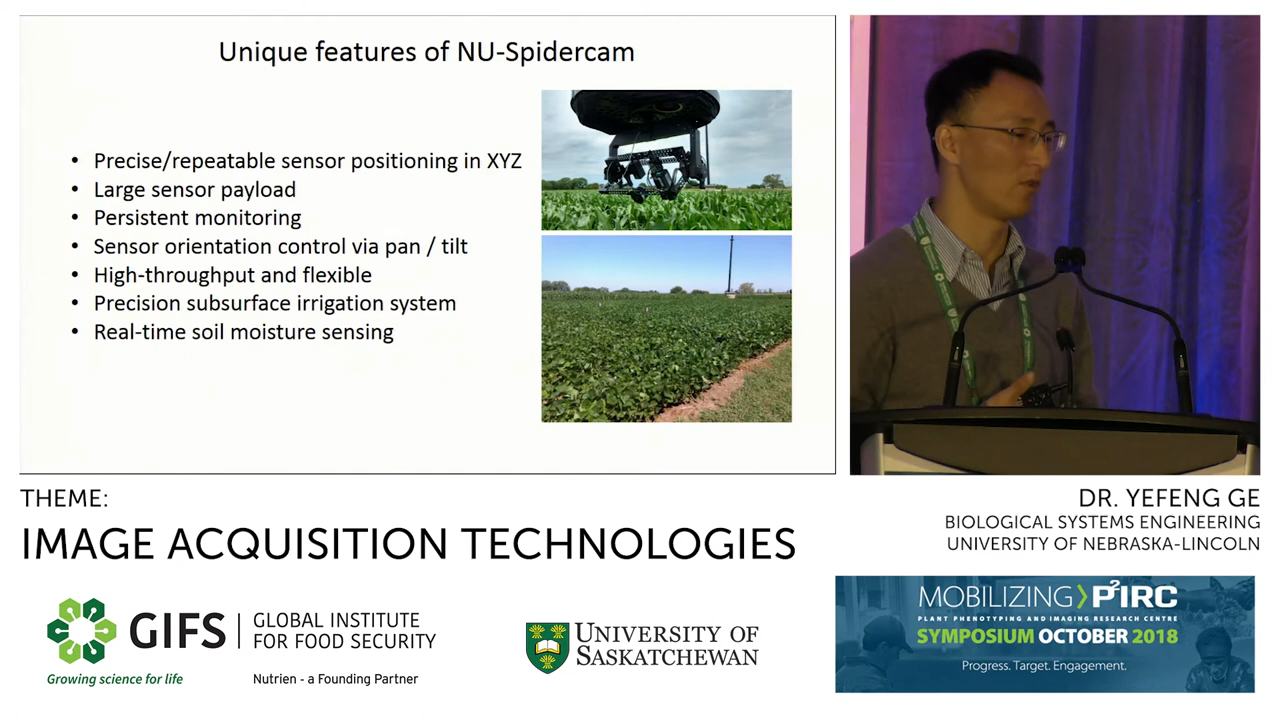 Unique features of NU-Spidercam
• Precise/repeatable sensor positioning in XYZ
• Large sensor payload
• Persistent monitoring
• Sensor orientation control via pan / tilt
• High-throughput and flexible
• Precision subsurface irrigation system
• Real-time soil moisture sensing
THEME:
IMAGE ACQUISITION TECHNOLOGIES
DR. YEFENG GE
BIOLOGICAL SYSTEMS ENGINEERING
UNIVERSITY OF NEBRASKA-LINCOLN
GIFS
GLOBAL INSTITUTE
FOR FOOD SECURITY
Growing science for life
Nutrien - a Founding Partner
UNIVERSITY OF
SASKATCHEWAN
MOBILIZING P²IRC
PLANT PHENOTYPING AND IMAGING RESEARCH CENTRE
SYMPOSIUM OCTOBER 2018
Progress. Target. Engagement.